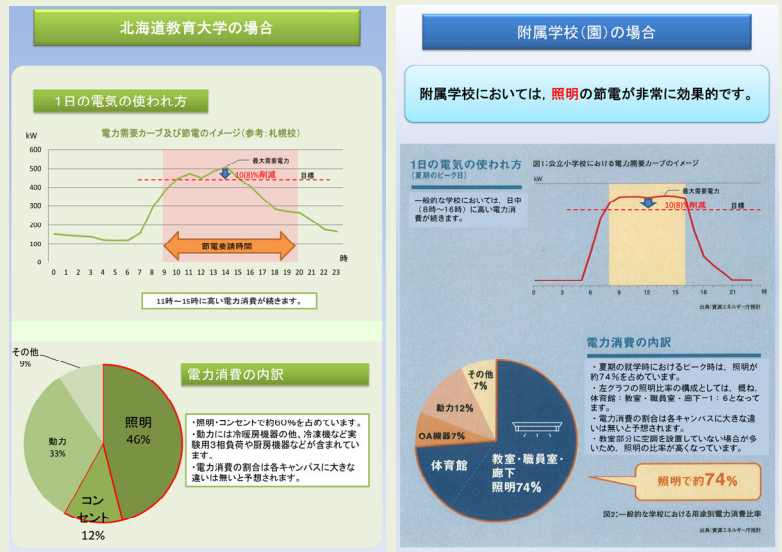 北海道教育大学の場合
1日の電気の使われ方
電力需要カーブ及び節電のイメージ(参考:札幌校)
kW
600
500
400
300
200
100
0
最大需要電力
10(8)%削減
目標
節電要請時間
時
0 1 2 3 4 5 6 7 8 9 10 11 12 13 14 15 16 17 18 19 20 21 22 23
11時~15時に高い電力消費が続きます。
電力消費の内訳
その他
9%
照明
46%
動力
33%
コン
セント
12%
・照明・コンセントで約60%を占めています。
・動力には冷暖房機器の他、冷凍機など実
験用3相負荷や厨房機器などが含まれてい
ます。
・電力消費の割合は各キャンパスに大きな
違いは無いと予想されます。
附属学校(園)の場合
附属学校においては,照明の節電が非常に効果的です。
1日の電気の使われ方
(夏期のピーク日)
一般的な学校においては、日中
(8時~16時)に高い電力消
費が続きます。
図1:公立小学校における電力需要カーブのイメージ
kW
最大需要電力
10(8)%削減
目標
0 3 6 9 12 15 18 21 時
出典/資源エネルギー庁推計
電力消費の内訳
・夏期の就学時におけるピーク時は、照明が
約74%を占めています。
・左グラフの照明比率の構成としては、概ね、
体育館:教室・職員室・廊下=1:6となって
ます。
・電力消費の割合は各キャンパスに大きな違
いは無いと予想されます。
・教室部分に空調を設置していない場合が多
いため、照明の比率が高くなっています。
その他
7%
動力12%
OA機器7%
体育館
教室・職員室・
廊下
照明74%
照明で約74%
図2:一般的な学校における用途別電力消費比率
出典/資源エネルギー庁推計